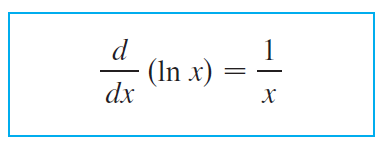 d/dx (ln x) = 1/x